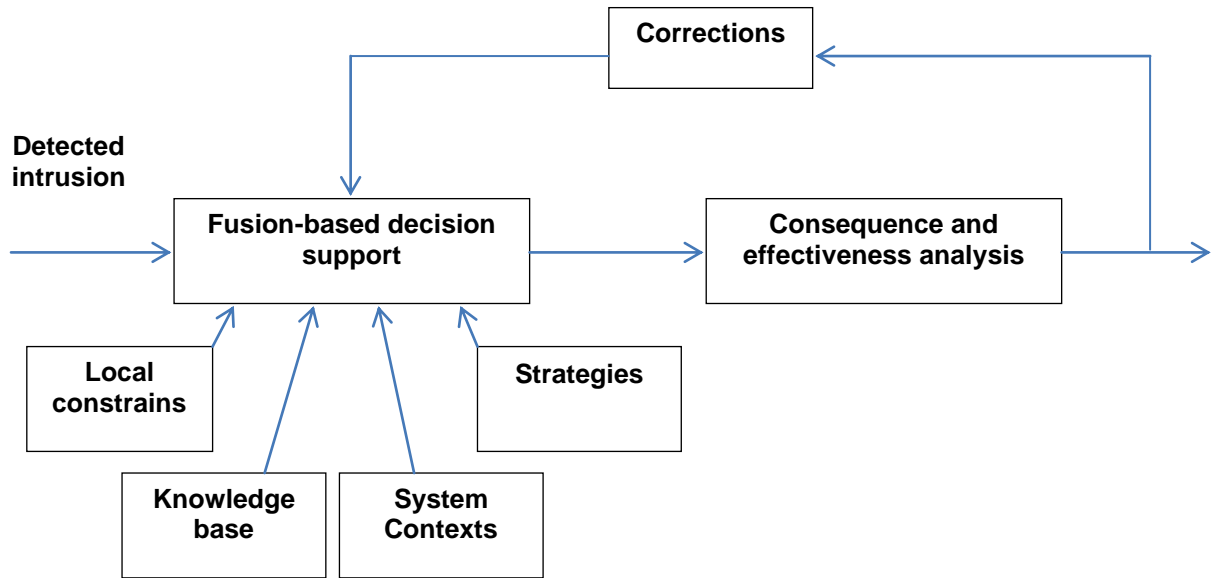 Corrections
Detected
intrusion
Fusion-based decision
support
Consequence and
effectiveness analysis
Local
constrains
Strategies
Knowledge
base
System
Contexts